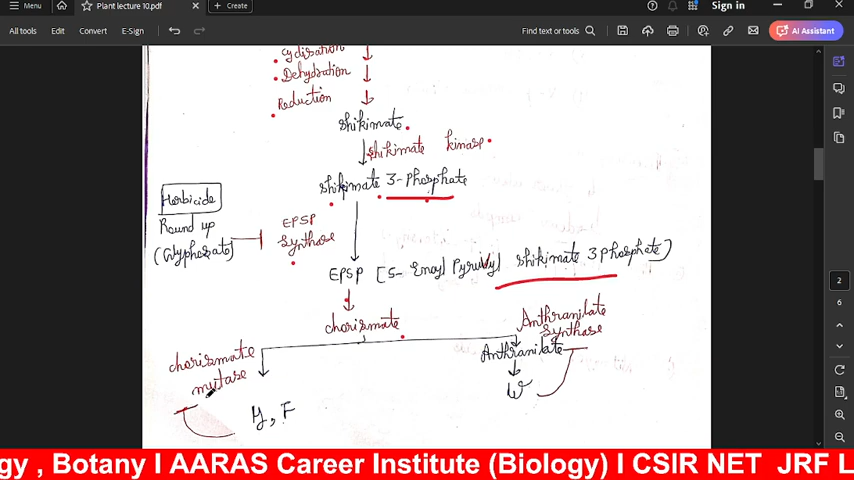 Menu
Plant lecture 10.pdf
+ Create
Sign in
All tools Edit Convert E-Sign
Find text or tools
AI Assistant
Cyclisation
Dehydration
Reduction
Shikimate
Shikimate kinase
Shikimate 3-Phosphate
Herbicide
Round up
(Glyphosate)
EPSP
Synthase
EPSP [5-Enoyl Pyruvyl Shikimate 3 Phosphate)
chorismate
Anthranilate
Synthase
Anthranilate
chorismate
mutase
W
Y, F
2
6
gy , Botany I AARAS Career Institute (Biology) I CSIR NET JRF L